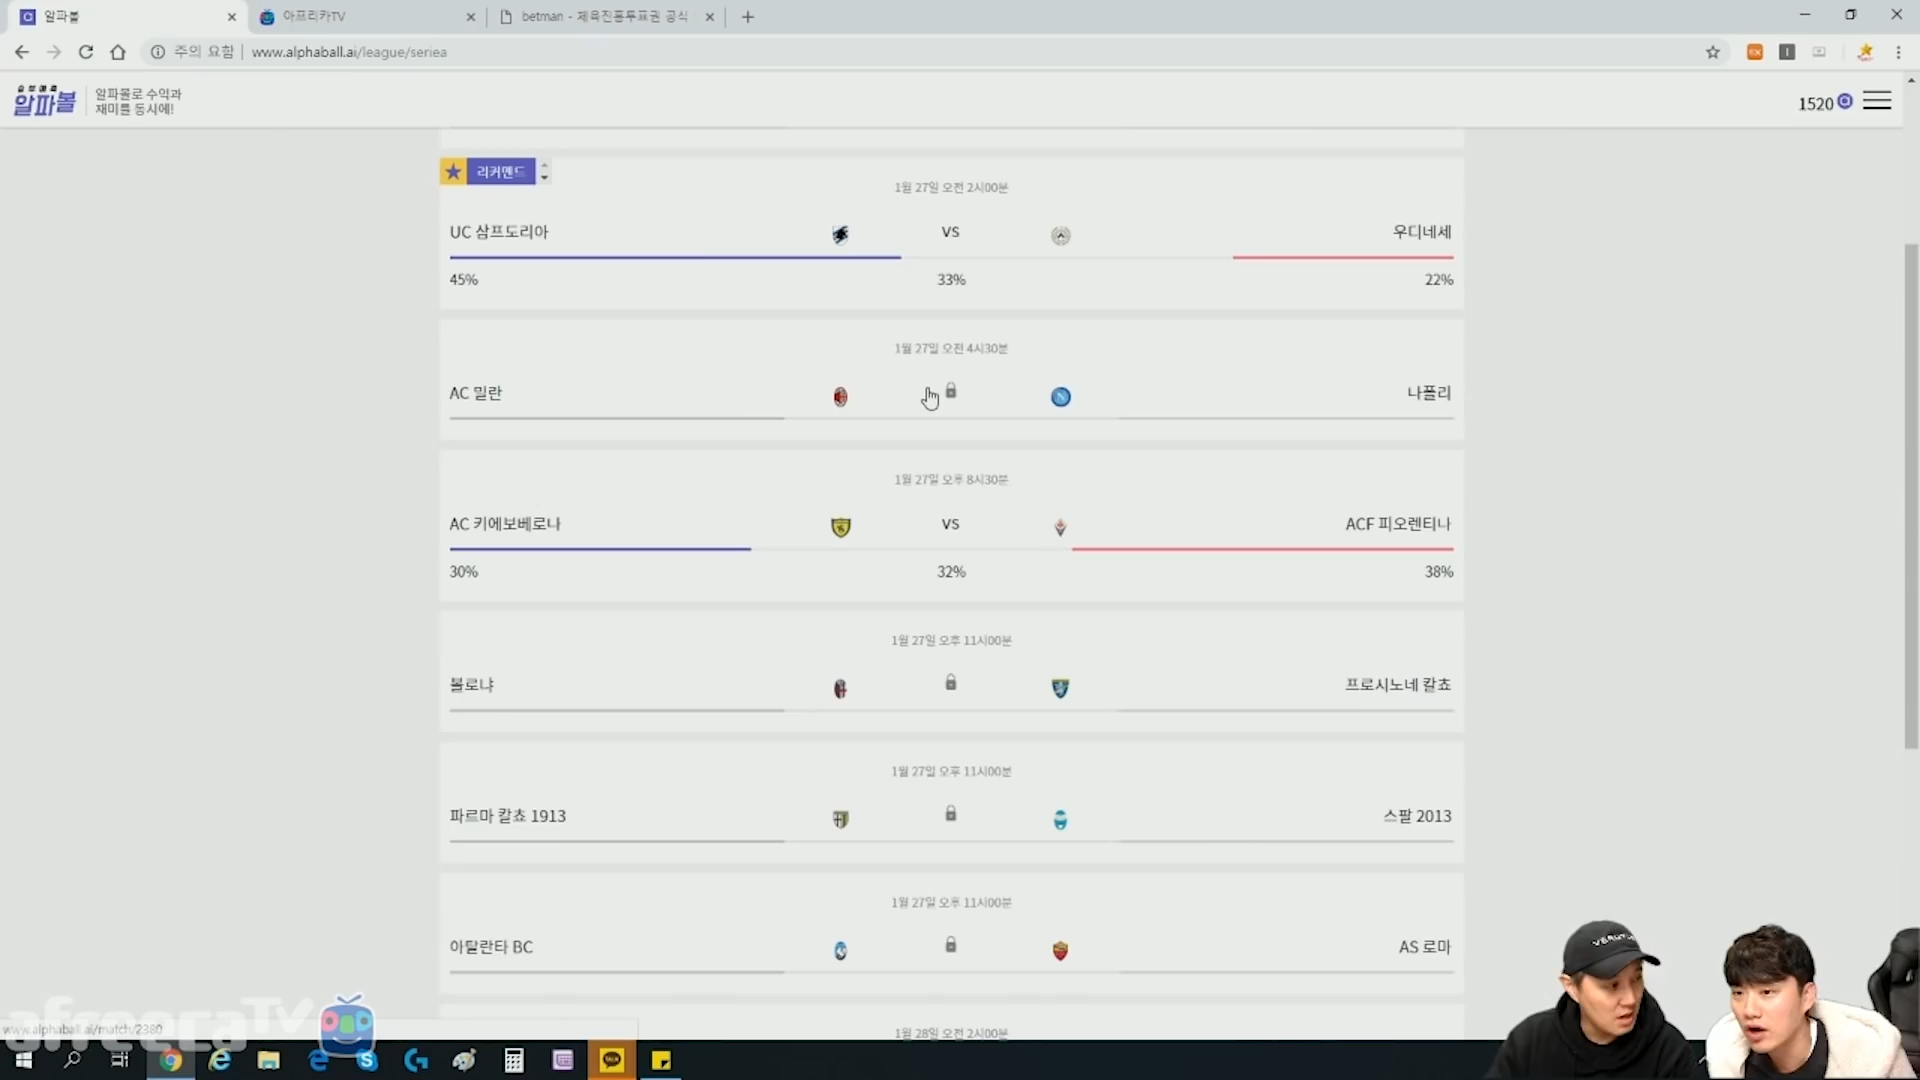 알파볼
아프리카TV
betman - 체육진흥투표권 공식
주의 요함
www.alphaball.ai/league/seriea
알파볼
알파볼로 수익과
재미를 동시에!
1520
리커멘드
1월 27일 오전 2시00분
UC 삼프도리아
VS
우디네세
45%
33%
22%
1월 27일 오전 4시30분
AC 밀란
나폴리
1월 27일 오후 8시30분
AC 키에보베로나
VS
ACF 피오렌티나
30%
32%
38%
1월 27일 오후 11시00분
볼로냐
프로시노네 칼쵸
1월 27일 오후 11시00분
파르마 칼쵸 1913
스팔 2013
1월 27일 오후 11시00분
아탈란타 BC
AS 로마
1월 28일 오전 2시00분
afreecaTV
www.alphaball.ai/match/2380
TALK